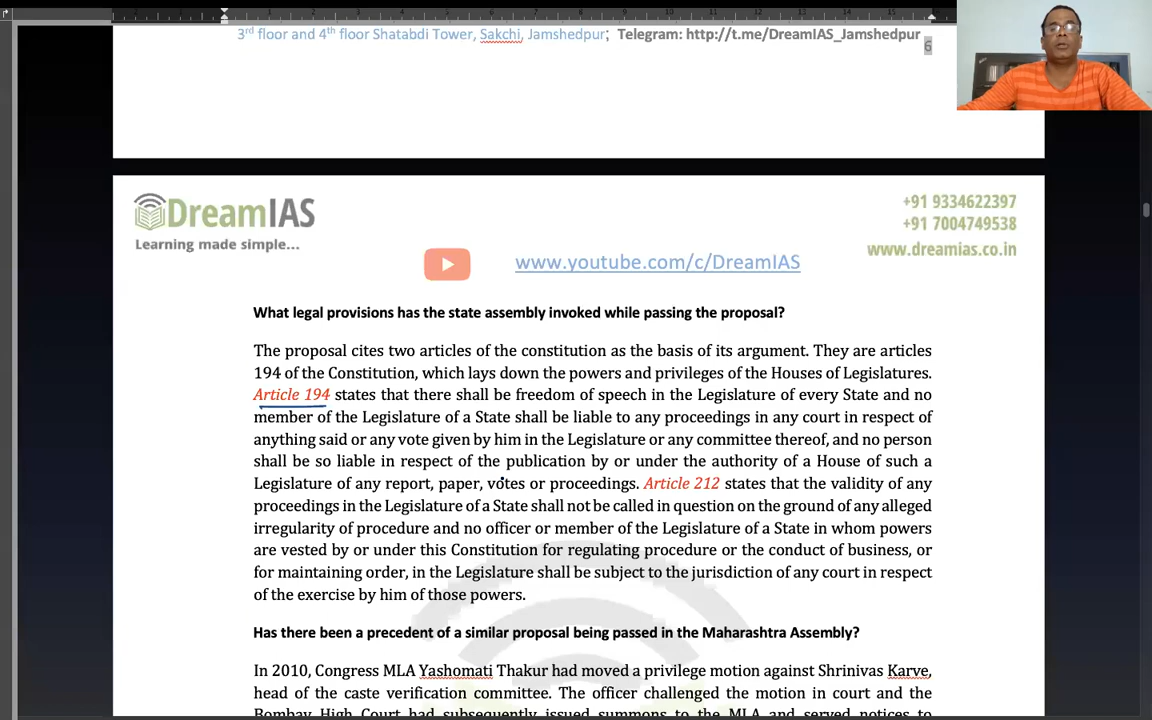 3rd floor and 4th floor Shatabdi Tower, Sakchi, Jamshedpur; Telegram: http://t.me/DreamIAS_Jamshedpur
6
DreamIAS
Learning made simple...
+91 9334622397
+91 7004749538
www.dreamias.co.in
www.youtube.com/c/DreamIAS
What legal provisions has the state assembly invoked while passing the proposal?
The proposal cites two articles of the constitution as the basis of its argument. They are articles
194 of the Constitution, which lays down the powers and privileges of the Houses of Legislatures.
Article 194 states that there shall be freedom of speech in the Legislature of every State and no
member of the Legislature of a State shall be liable to any proceedings in any court in respect of
anything said or any vote given by him in the Legislature or any committee thereof, and no person
shall be so liable in respect of the publication by or under the authority of a House of such a
Legislature of any report, paper, votes or proceedings. Article 212 states that the validity of any
proceedings in the Legislature of a State shall not be called in question on the ground of any alleged
irregularity of procedure and no officer or member of the Legislature of a State in whom powers
are vested by or under this Constitution for regulating procedure or the conduct of business, or
for maintaining order, in the Legislature shall be subject to the jurisdiction of any court in respect
of the exercise by him of those powers.
Has there been a precedent of a similar proposal being passed in the Maharashtra Assembly?
In 2010, Congress MLA Yashomati Thakur had moved a privilege motion against Shrinivas Karve,
head of the caste verification committee. The officer challenged the motion in court and the
Bombay High Court had subsequently issued summons to the MLA and served notices to